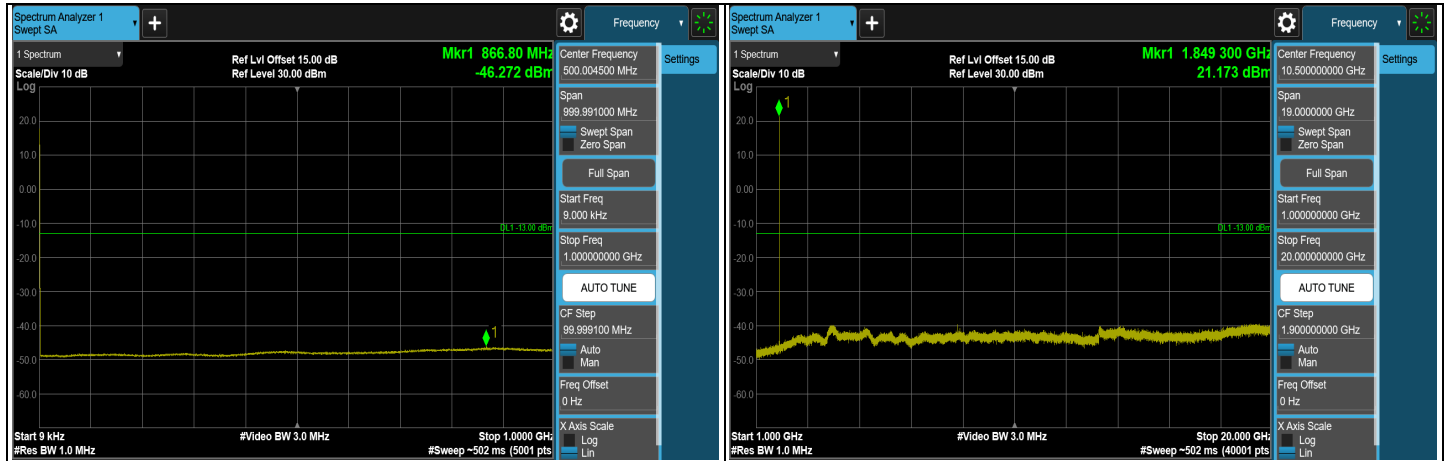 Spectrum Analyzer 1
Swept SA
+
Frequency
1 Spectrum
Ref Lvl Offset 15.00 dB
Mkr1 866.80 MHz
Scale/Div 10 dB
Ref Level 30.00 dBm
-46.272 dBm
Log
20.0
10.0
0.00
-10.0
-20.0
-30.0
-40.0
-50.0
-60.0
DL1 -13.00 dBm
1
Start 9 kHz
#Video BW 3.0 MHz
Stop 1.0000 GHz
#Res BW 1.0 MHz
#Sweep ~502 ms (5001 pts
Settings
Center Frequency
500.004500 MHz
Span
999.991000 MHz
Swept Span
Zero Span
Full Span
Start Freq
9.000 kHz
Stop Freq
1.000000000 GHz
AUTO TUNE
CF Step
99.999100 MHz
Auto
Man
Freq Offset
0 Hz
X Axis Scale
Log
Lin
Spectrum Analyzer 1
Swept SA
+
Frequency
1 Spectrum
Ref Lvl Offset 15.00 dB
Mkr1 1.849 300 GHz
Scale/Div 10 dB
Ref Level 30.00 dBm
21.173 dBm
Log
1
20.0
10.0
0.00
-10.0
-20.0
-30.0
-40.0
-50.0
-60.0
DL1 -13.00 dBm
Start 1.000 GHz
#Video BW 3.0 MHz
Stop 20.000 GHz
#Res BW 1.0 MHz
#Sweep ~502 ms (40001 pts
Settings
Center Frequency
10.500000000 GHz
Span
19.0000000 GHz
Swept Span
Zero Span
Full Span
Start Freq
1.000000000 GHz
Stop Freq
20.000000000 GHz
AUTO TUNE
CF Step
1.900000000 GHz
Auto
Man
Freq Offset
0 Hz
X Axis Scale
Log
Lin